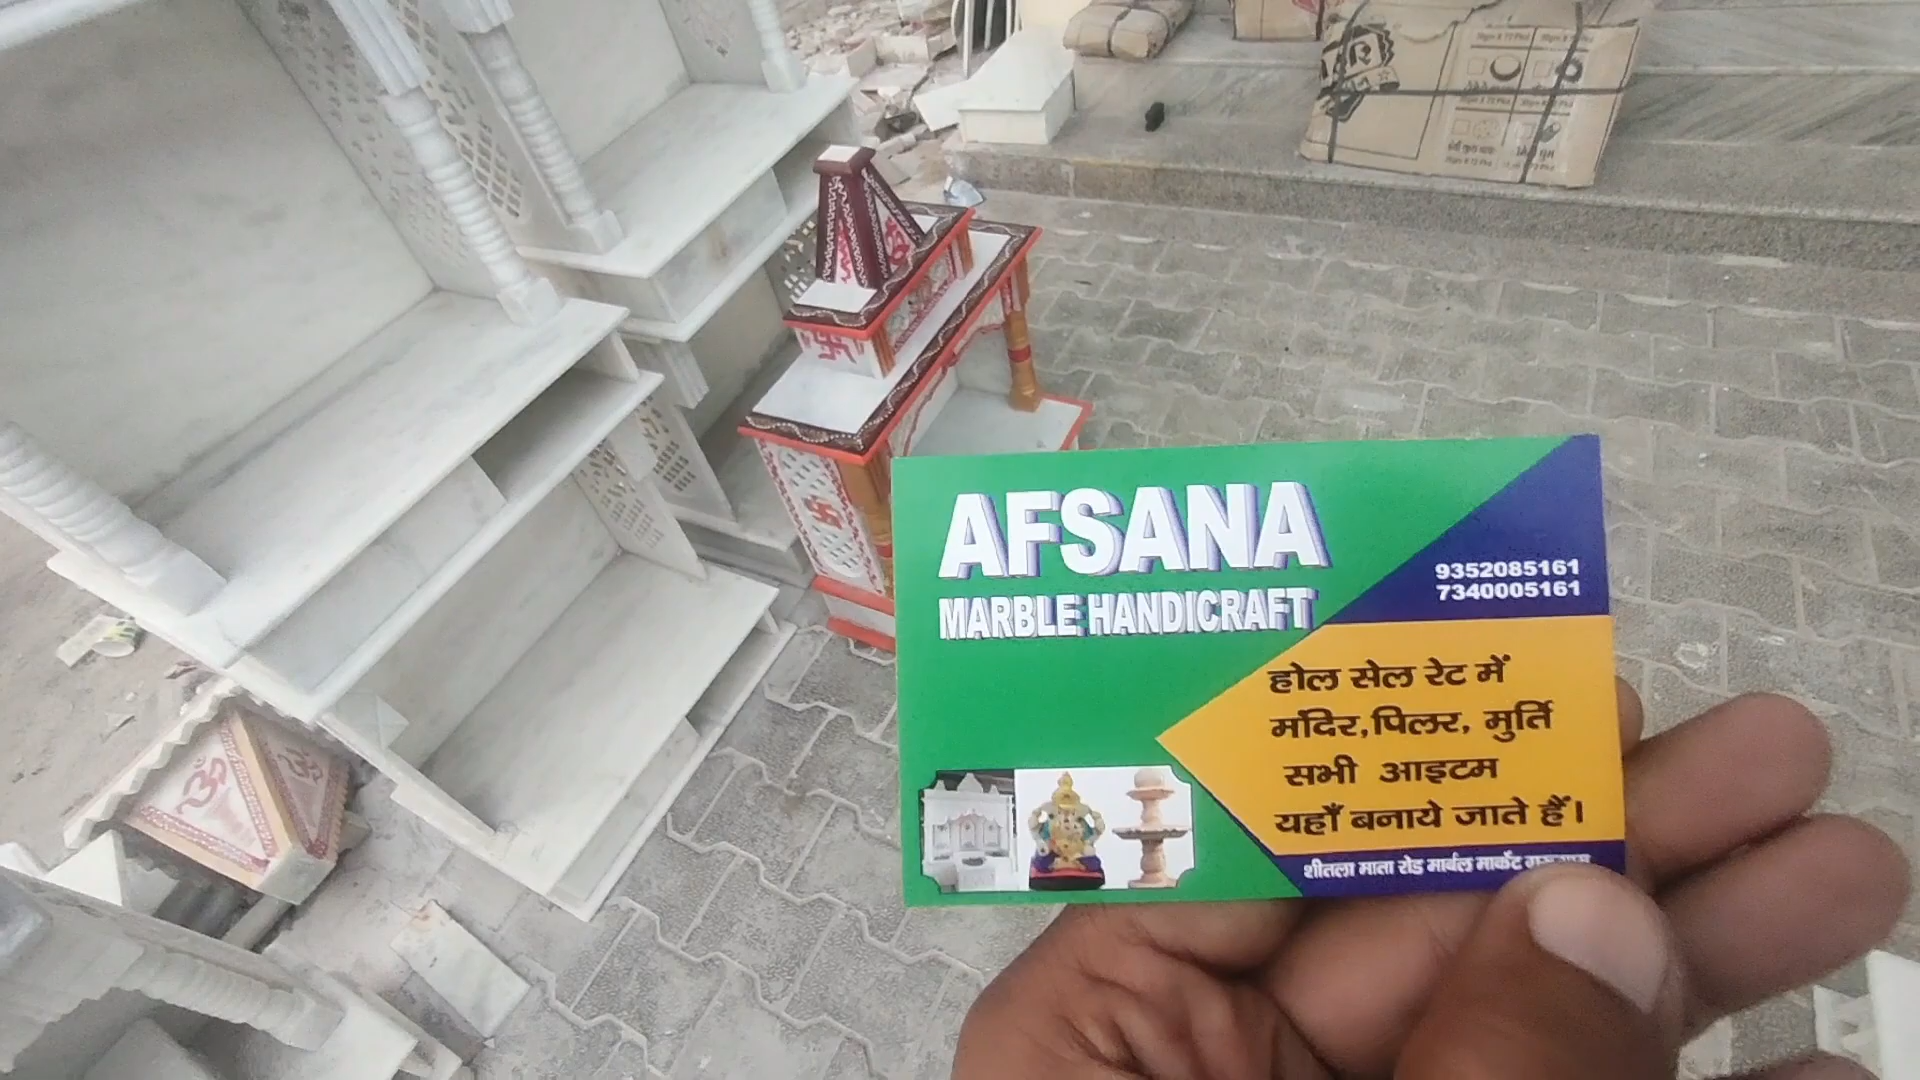 AFSANA
MARBLE HANDICRAFT
9352085161
7340005161
होल सेल रेट में
मंदिर,पिलर, मुर्ति
सभी आइटम
यहाँ बनाये जाते हैं।
शीतला माता रोड मार्बल मार्केट